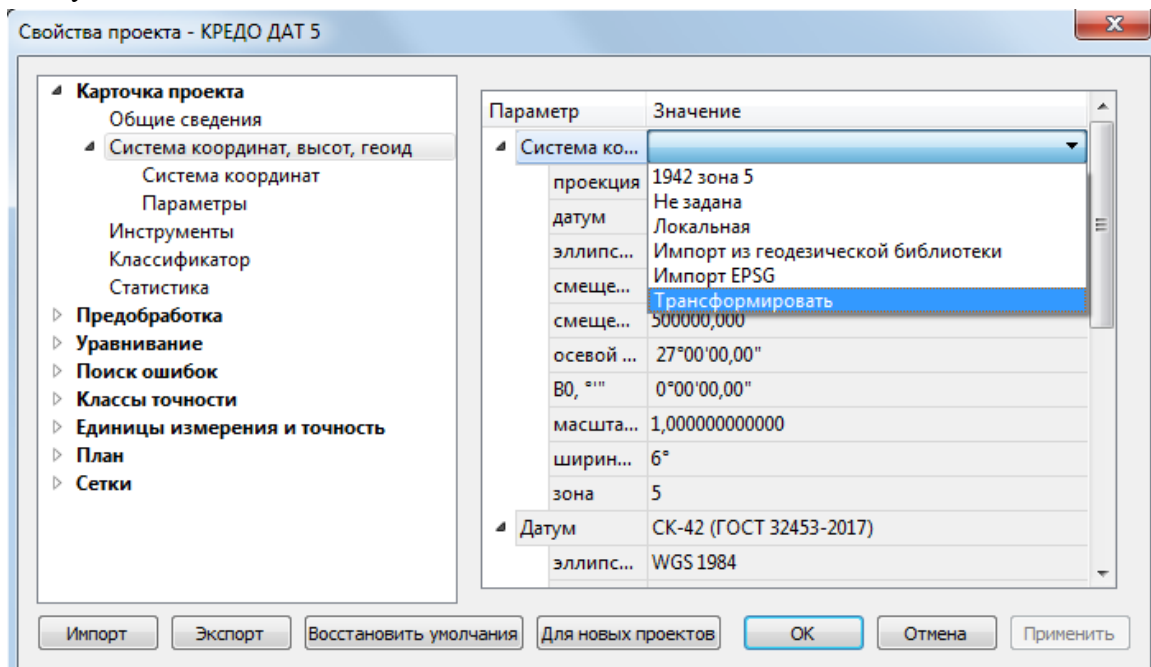 Свойства проекта - КРЕДО ДАТ 5
Карточка проекта
Общие сведения
Система координат, высот, геоид
Система координат
Параметры
Инструменты
Классификатор
Статистика
Предобработка
Уравнивание
Поиск ошибок
Классы точности
Единицы измерения и точность
План
Сетки
Параметр Значение
Система ко...
проекция
датум
эллипс...
смеще...
1942 зона 5
Не задана
Локальная
Импорт из геодезической библиотеки
Импорт EPSG
Трансформировать
смеще... 500000,000
осевой ... 27°00'00,00"
B0, °'" 0°00'00,00"
масшта... 1,000000000000
ширин... 6°
зона 5
Датум СК-42 (ГОСТ 32453-2017)
эллипс... WGS 1984
Импорт Экспорт Восстановить умолчания Для новых проектов ОК Отмена Применить